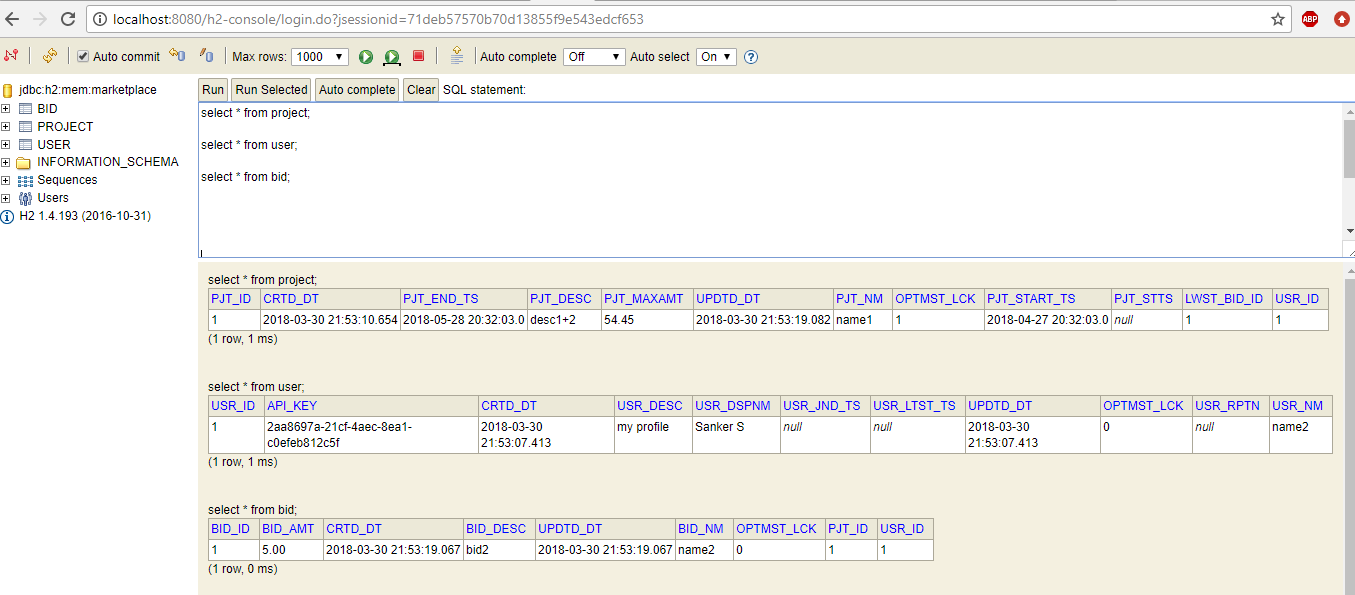 localhost:8080/h2-console/login.do?jsessionid=71deb57570b70d13855f9e543edcf653 ABP
Auto commit Max rows: 1000 Auto complete Off Auto select On
jdbc:h2:mem:marketplace
BID
PROJECT
USER
INFORMATION_SCHEMA
Sequences
Users
H2 1.4.193 (2016-10-31)
Run Run Selected Auto complete Clear SQL statement:
select * from project;
select * from user;
select * from bid;
select * from project;
PJT_ID CRTD_DT PJT_END_TS PJT_DESC PJT_MAXAMT UPDTD_DT PJT_NM OPTMST_LCK PJT_START_TS PJT_STTS LWST_BID_ID USR_ID
1 2018-03-30 21:53:10.654 2018-05-28 20:32:03.0 desc1+2 54.45 2018-03-30 21:53:19.082 name1 1 2018-04-27 20:32:03.0 null 1 1
(1 row, 1 ms)
select * from user;
USR_ID API_KEY CRTD_DT USR_DESC USR_DSPNM USR_JND_TS USR_LTST_TS UPDTD_DT OPTMST_LCK USR_RPTN USR_NM
1 2aa8697a-21cf-4aec-8ea1- 2018-03-30 my profile Sanker S null null 2018-03-30 0 null name2
c0efeb812c5f 21:53:07.413 21:53:07.413
(1 row, 1 ms)
select * from bid;
BID_ID BID_AMT CRTD_DT BID_DESC UPDTD_DT BID_NM OPTMST_LCK PJT_ID USR_ID
1 5.00 2018-03-30 21:53:19.067 bid2 2018-03-30 21:53:19.067 name2 0 1 1
(1 row, 0 ms)